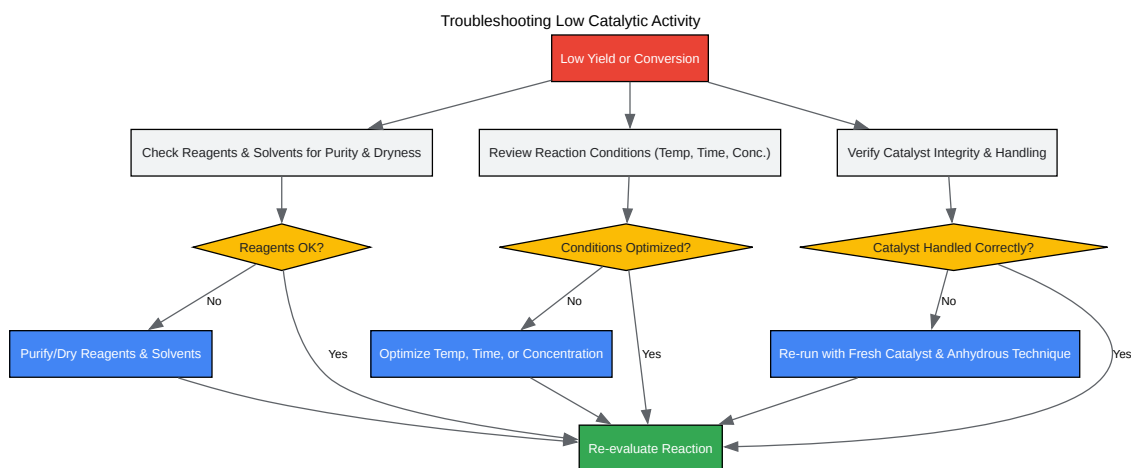 Troubleshooting Low Catalytic Activity
Low Yield or Conversion
Check Reagents & Solvents for Purity & Dryness
Review Reaction Conditions (Temp, Time, Conc.)
Verify Catalyst Integrity & Handling
Reagents OK?
Conditions Optimized?
Catalyst Handled Correctly?
No
No
No
Purify/Dry Reagents & Solvents
Yes
Optimize Temp, Time, or Concentration
Yes
Re-run with Fresh Catalyst & Anhydrous Technique
Yes
Re-evaluate Reaction